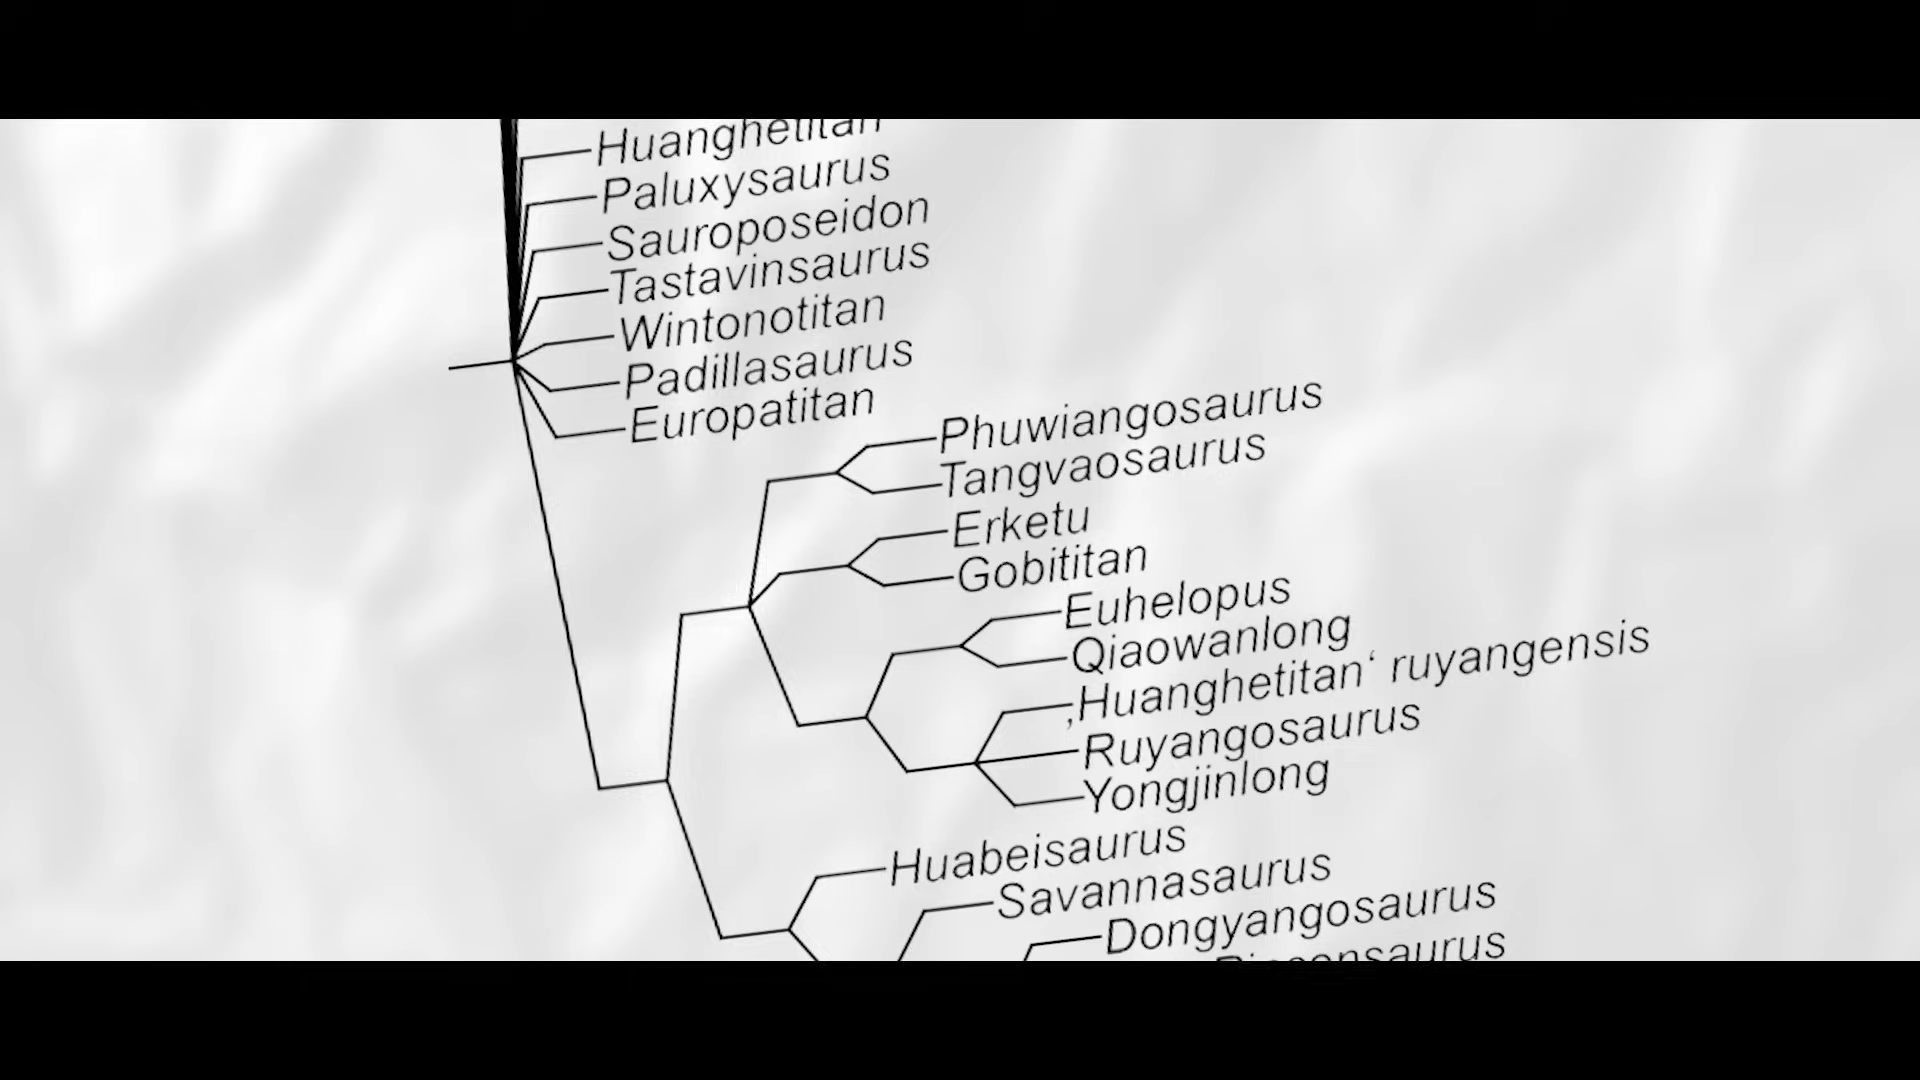 Huanghetitan
Paluxysaurus
Sauroposeidon
Tastavinsaurus
Wintonotitan
Padillasaurus
Europatitan
Phuwiangosaurus
Tangvaosaurus
Erketu
Gobititan
Euhelopus
Qiaowanlong
‚Huanghetitan‘ ruyangensis
Ruyangosaurus
Yongjinlong
Huabeisaurus
Savannasaurus
Dongyangosaurus